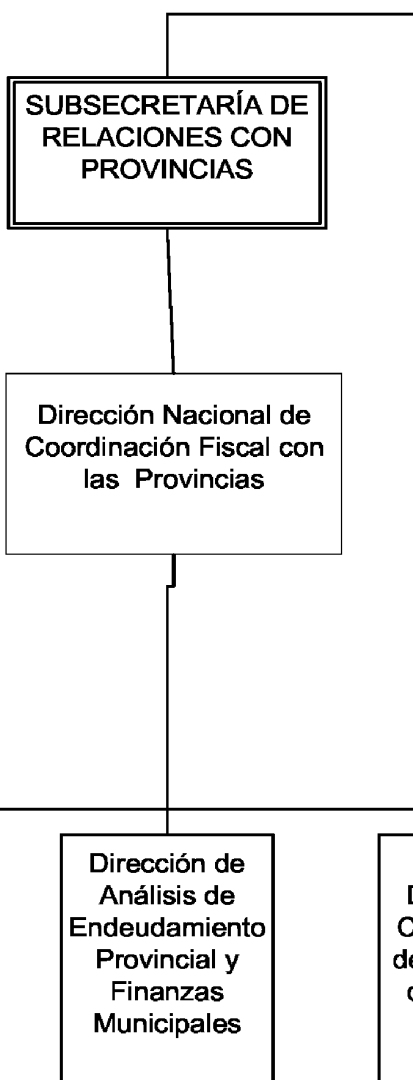 SUBSECRETARÍA DE
RELACIONES CON
PROVINCIAS
Dirección Nacional de
Coordinación Fiscal con
las Provincias
Dirección de
Análisis de
Endeudamiento
Provincial y
Finanzas
Municipales